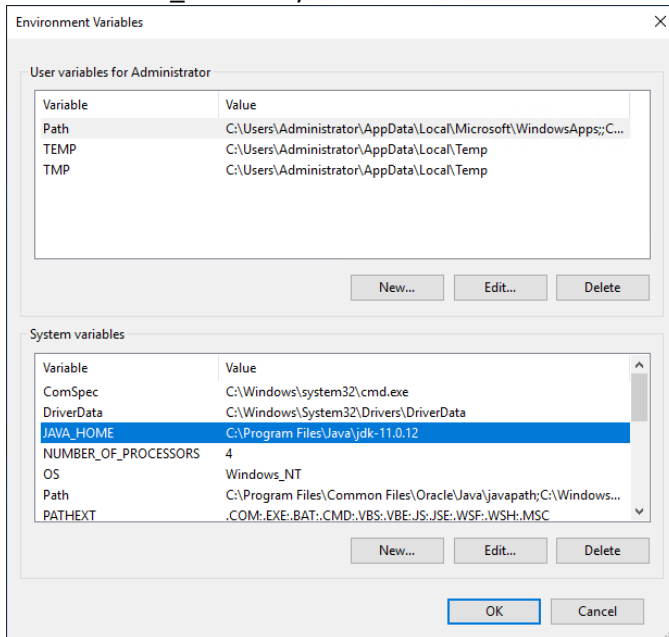 Environment Variables
User variables for Administrator
Variable Value
Path C:\Users\Administrator\AppData\Local\Microsoft\WindowsApps;;C...
TEMP C:\Users\Administrator\AppData\Local\Temp
TMP C:\Users\Administrator\AppData\Local\Temp
New... Edit... Delete
System variables
Variable Value
ComSpec C:\Windows\system32\cmd.exe
DriverData C:\Windows\System32\Drivers\DriverData
JAVA_HOME C:\Program Files\Java\jdk-11.0.12
NUMBER_OF_PROCESSORS 4
OS Windows_NT
Path C:\Program Files\Common Files\Oracle\Java\javapath;C:\Windows...
PATHEXT .COM;.EXE;.BAT;.CMD;.VBS;.VBE;.JS;.JSE;.WSF;.WSH;.MSC
New... Edit... Delete
OK Cancel